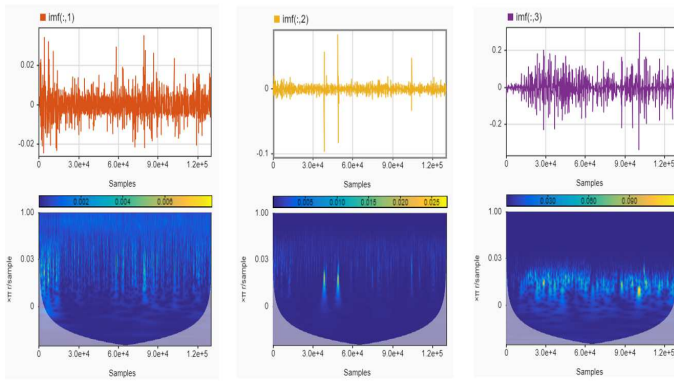 imf(:,1)
0.02
0
-0.02
0 3.0e+4 6.0e+4 9.0e+4 1.2e+5
Samples
0.002 0.004 0.006
1.00
0.03
0
×π r/sample
0 3.0e+4 6.0e+4 9.0e+4 1.2e+5
Samples
imf(:,2)
0
-0.1
0 3.0e+4 6.0e+4 9.0e+4 1.2e+5
Samples
0.005 0.010 0.015 0.020 0.025
1.00
0.03
0
×π r/sample
0 3.0e+4 6.0e+4 9.0e+4 1.2e+5
Samples
imf(:,3)
0.2
0
-0.2
3.0e+4 6.0e+4 9.0e+4 1.2e+5
Samples
0.090
1.00
0.03
0
×π r/sample
0 3.0e+4 6.0e+4 9.0e+4 1.2e+5
Samples